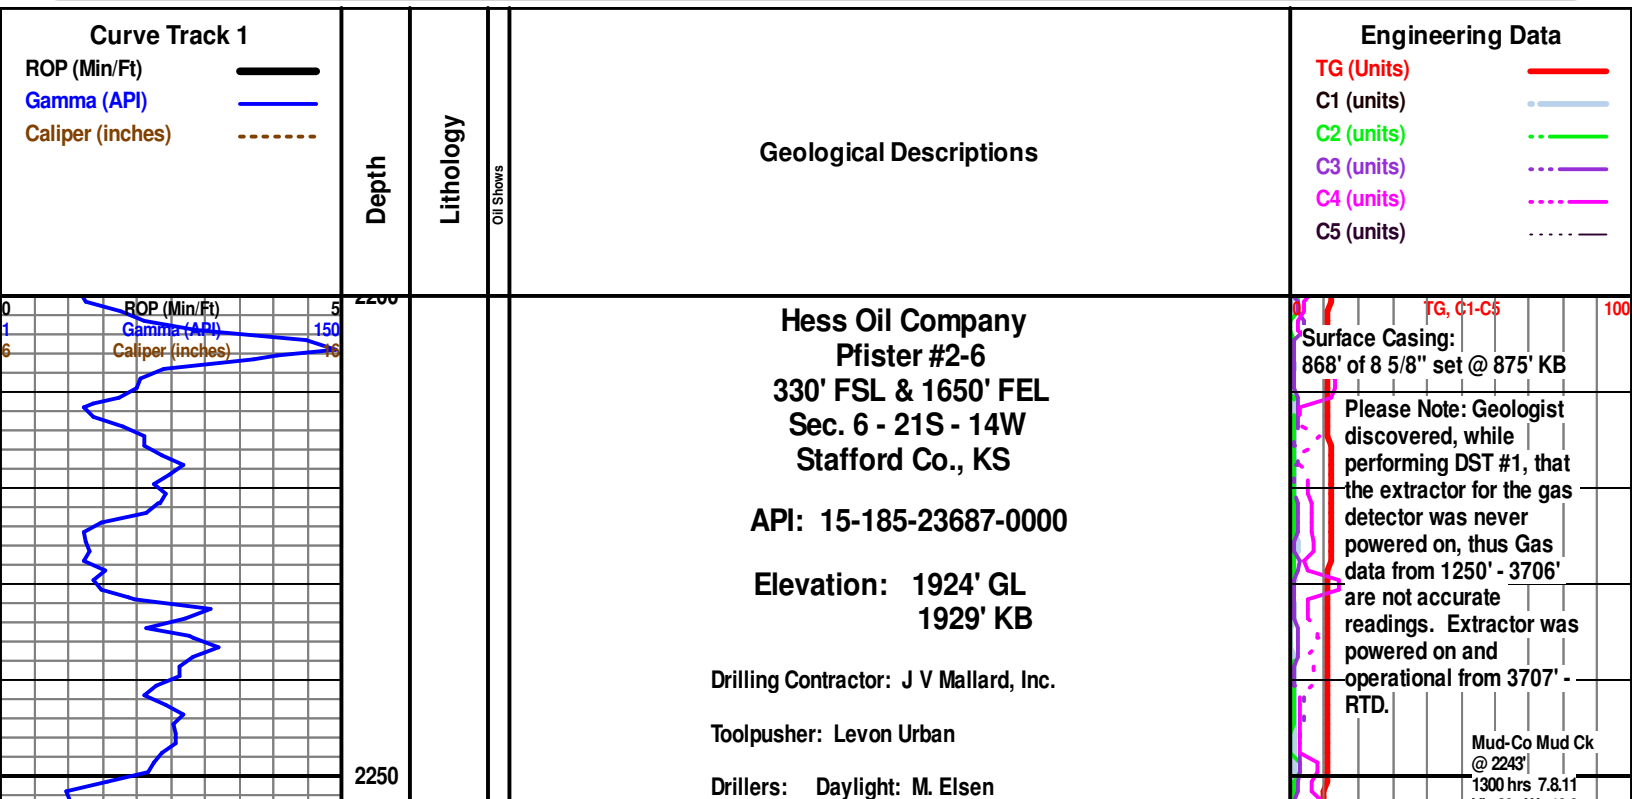 Curve Track 1
ROP (Min/Ft)
Gamma (API)
Caliper (inches)
Depth
Lithology
Oil Shows
Geological Descriptions
Engineering Data
TG (Units)
C1 (units)
C2 (units)
C3 (units)
C4 (units)
C5 (units)
0 ROP (Min/Ft) 5
1 Gamma (API) 150
6 Caliper (inches) 16
2250
Hess Oil Company
Pfister #2-6
330' FSL & 1650' FEL
Sec. 6 - 21S - 14W
Stafford Co., KS
API: 15-185-23687-0000
Elevation: 1924' GL
1929' KB
Drilling Contractor: J V Mallard, Inc.
Toolpusher: Levon Urban
Drillers: Daylight: M. Elsen
0 TG, C1-C5 100
Surface Casing:
868' of 8 5/8" set @ 875' KB
Please Note: Geologist
discovered, while
performing DST #1, that
the extractor for the gas
detector was never
powered on, thus Gas
data from 1250' - 3706'
are not accurate
readings. Extractor was
powered on and
operational from 3707' -
RTD.
Mud-Co Mud Ck
@ 2243'
1300 hrs 7.8.11